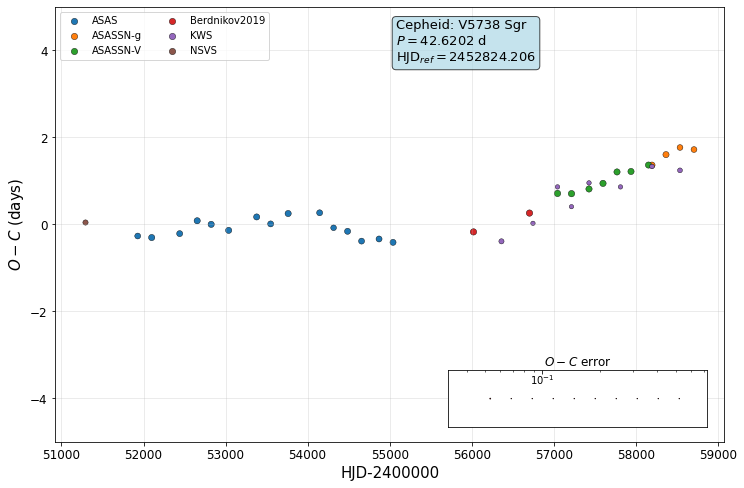 ASAS
ASASSN-g
ASASSN-V
Berdnikov2019
KWS
NSVS
Cepheid: V5738 Sgr
P = 42.6202 d
HJD_ref = 2452824.206
4
2
0
−2
−4
O − C (days)
O − C error
10^-1
51000 52000 53000 54000 55000 56000 57000 58000 59000
HJD-2400000